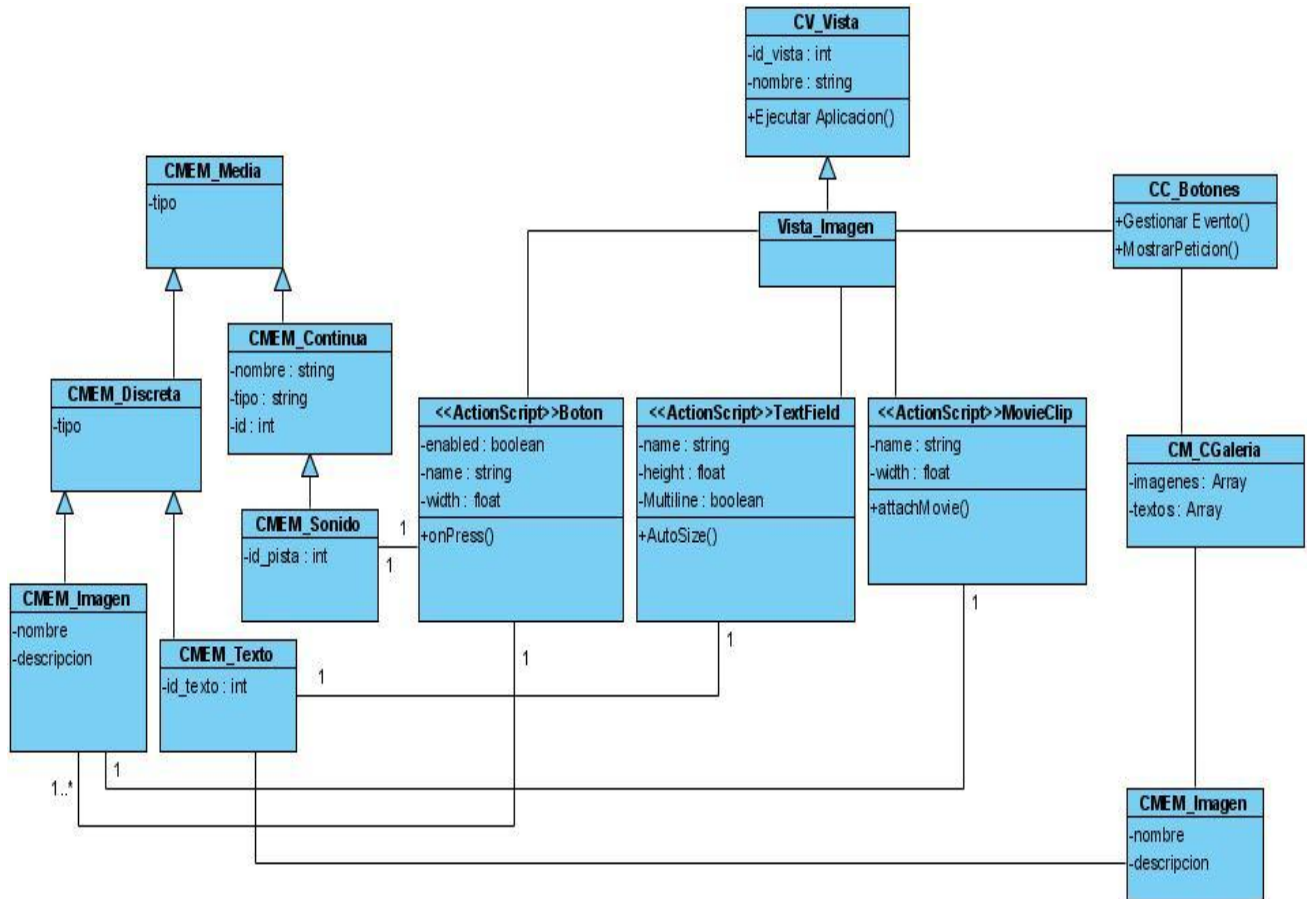 CV_Vista
-id_vista : int
-nombre : string
+Ejecutar Aplicacion()
CMEM_Media
-tipo
CC_Botones
+Gestionar Evento()
+MostrarPeticion()
Vista_Imagen
CMEM_Continua
-nombre : string
-tipo : string
-id : int
CMEM_Discreta
-tipo
<<ActionScript>>Boton
-enabled : boolean
-name : string
-width : float
+onPress()
<<ActionScript>>TextField
-name : string
-height : float
-Multiline : boolean
+AutoSize()
<<ActionScript>>MovieClip
-name : string
-width : float
+attachMovie()
CM_CGaleria
-imagenes : Array
-textos : Array
CMEM_Sonido
-id_pista : int
1
1
CMEM_Imagen
-nombre
-descripcion
CMEM_Texto
-id_texto : int
1
1
1
1
1
1..*
CMEM_Imagen
-nombre
-descripcion